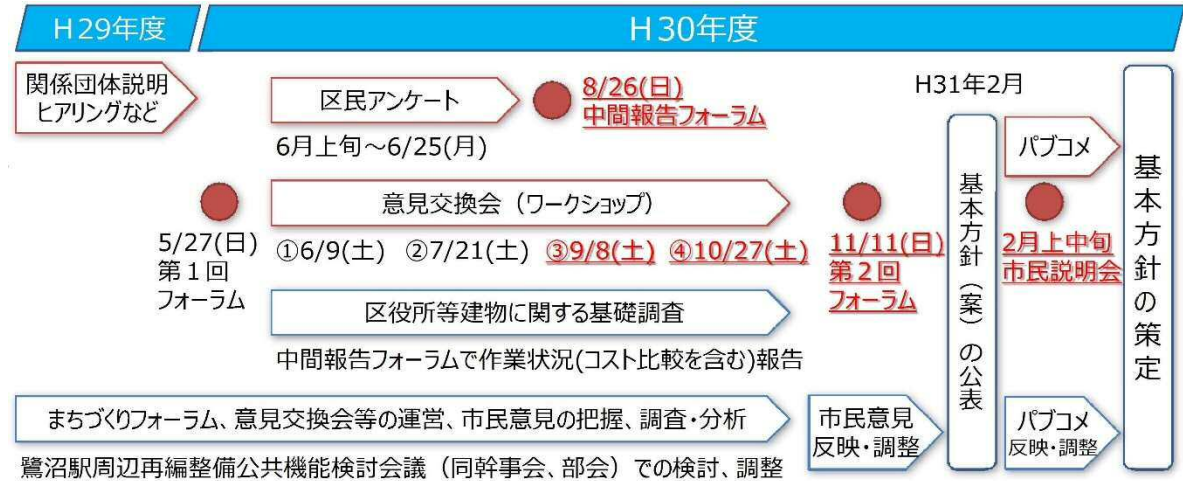 H29年度
H30年度
関係団体説明
ヒアリングなど
区民アンケート
8/26(日)
中間報告フォーラム
6月上旬～6/25(月)
H31年2月
パブコメ
意見交換会（ワークショップ）
5/27(日)
第１回
フォーラム
①6/9(土)　②7/21(土)　③9/8(土)　④10/27(土)
11/11(日)
第２回
フォーラム
基本方針（案）の公表
2月上中旬
市民説明会
基本方針の策定
区役所等建物に関する基礎調査
中間報告フォーラムで作業状況(コスト比較を含む)報告
まちづくりフォーラム、意見交換会等の運営、市民意見の把握、調査・分析
市民意見
反映・調整
パブコメ
反映・調整
鷺沼駅周辺再編整備公共機能検討会議（同幹事会、部会）での検討、調整